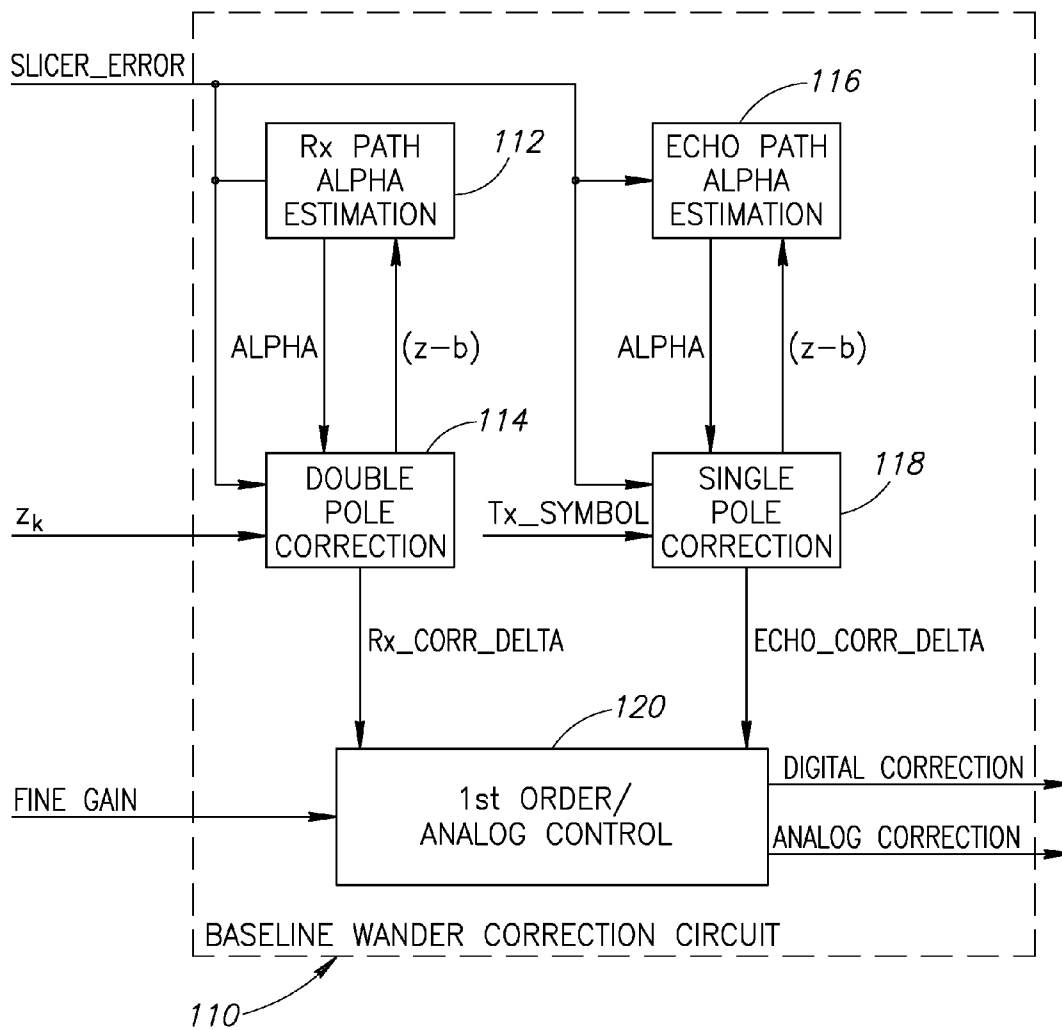 SLICER_ERROR
Rx PATH
ALPHA
ESTIMATION
112
ECHO PATH
ALPHA
ESTIMATION
116
ALPHA
(z-b)
ALPHA
(z-b)
zk
DOUBLE
POLE
CORRECTION
114
Tx_SYMBOL
SINGLE
POLE
CORRECTION
118
Rx_CORR_DELTA
ECHO_CORR_DELTA
120
FINE GAIN
1st ORDER/
ANALOG CONTROL
DIGITAL CORRECTION
ANALOG CORRECTION
BASELINE WANDER CORRECTION CIRCUIT
110